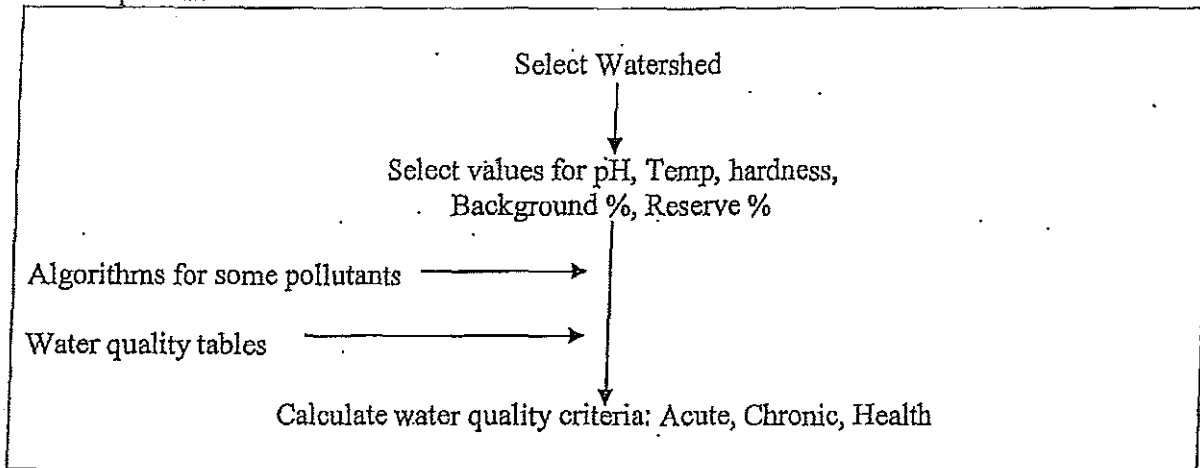 Select Watershed
Select values for pH, Temp, hardness,
Background %, Reserve %
Algorithms for some pollutants
Water quality tables
Calculate water quality criteria: Acute, Chronic, Health